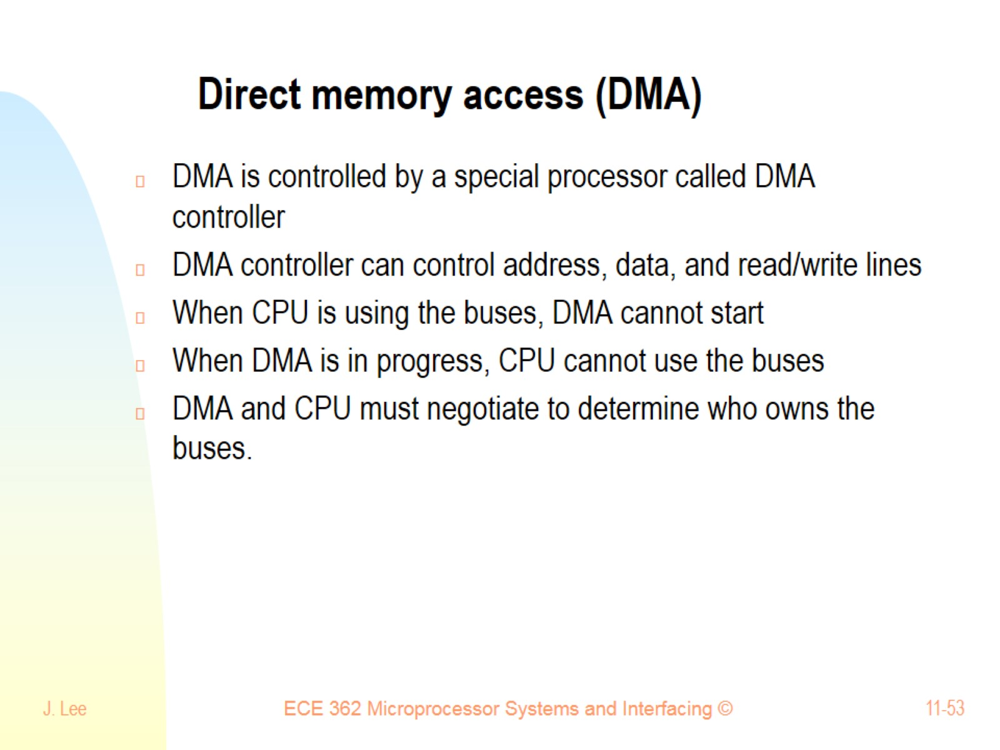 Direct memory access (DMA)
DMA is controlled by a special processor called DMA
controller
DMA controller can control address, data, and read/write lines
When CPU is using the buses, DMA cannot start
When DMA is in progress, CPU cannot use the buses
DMA and CPU must negotiate to determine who owns the
buses.
J. Lee
ECE 362 Microprocessor Systems and Interfacing ©
11-53